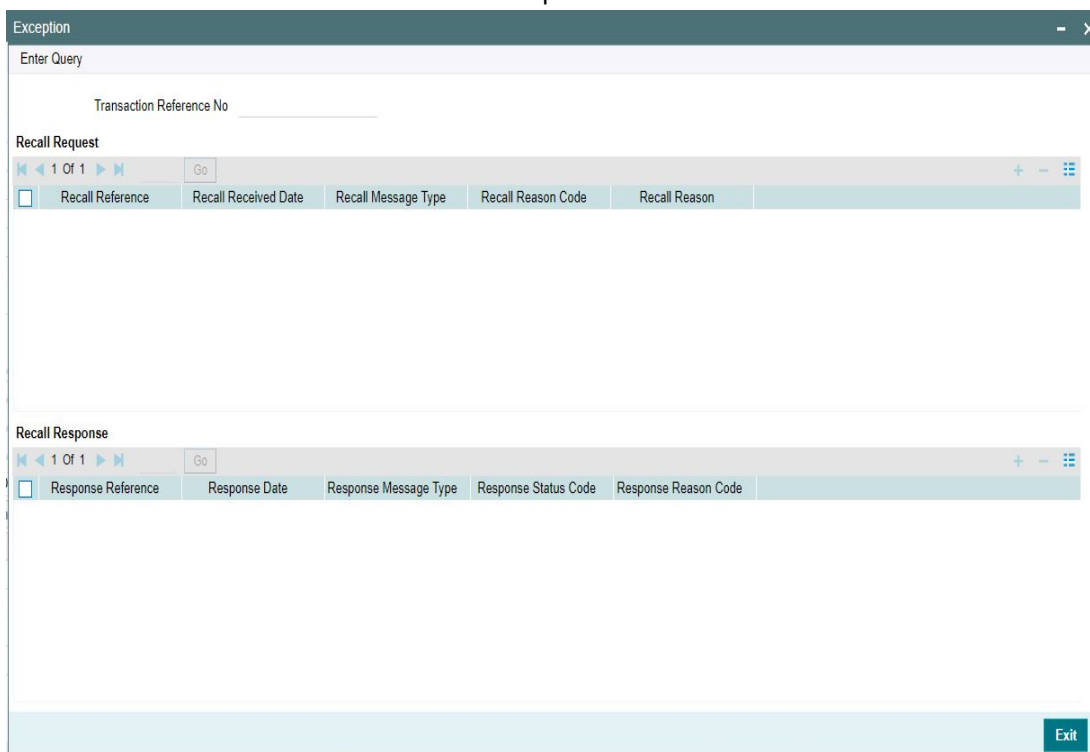 Exception
Enter Query
Transaction Reference No
Recall Request
1 Of 1 Go
Recall Reference Recall Received Date Recall Message Type Recall Reason Code Recall Reason
Recall Response
1 Of 1 Go
Response Reference Response Date Response Message Type Response Status Code Response Reason Code
Exit